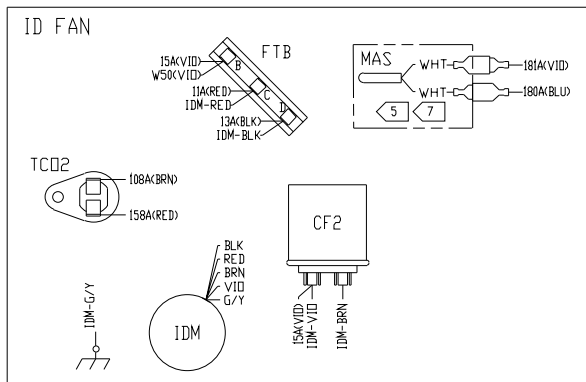 ID FAN
FTB
15A(VIO)
W50(VIO)
B
11A(RED)
IDM-RED
C
13A(BLK)
IDM-BLK
D
MAS
WHT
181A(VIO)
WHT
180A(BLU)
5
7
TCO2
108A(BRN)
158A(RED)
CF2
15A(VIO)
IDM-VIO
IDM-BRN
BLK
RED
BRN
VIO
G/Y
IDM
IDM-G/Y